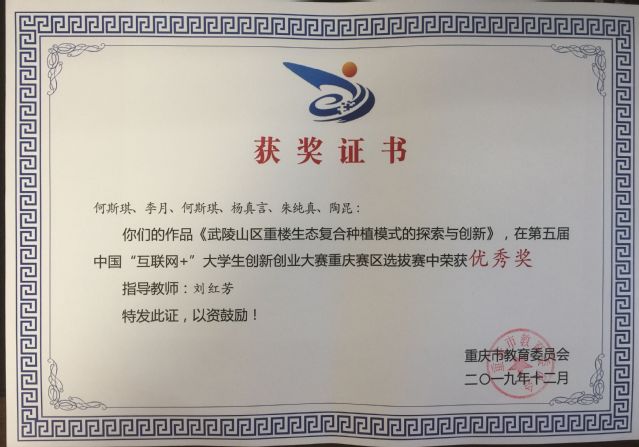 获奖证书
何斯琪、李月、何斯琪、杨真言、朱纯真、陶昆：
你们的作品《武陵山区重楼生态复合种植模式的探索与创新》，在第五届
中国“互联网+”大学生创新创业大赛重庆赛区选拔赛中荣获优秀奖
指导教师：刘红芳
特发此证，以资鼓励！
重庆市教育委员会
二〇一九年十二月